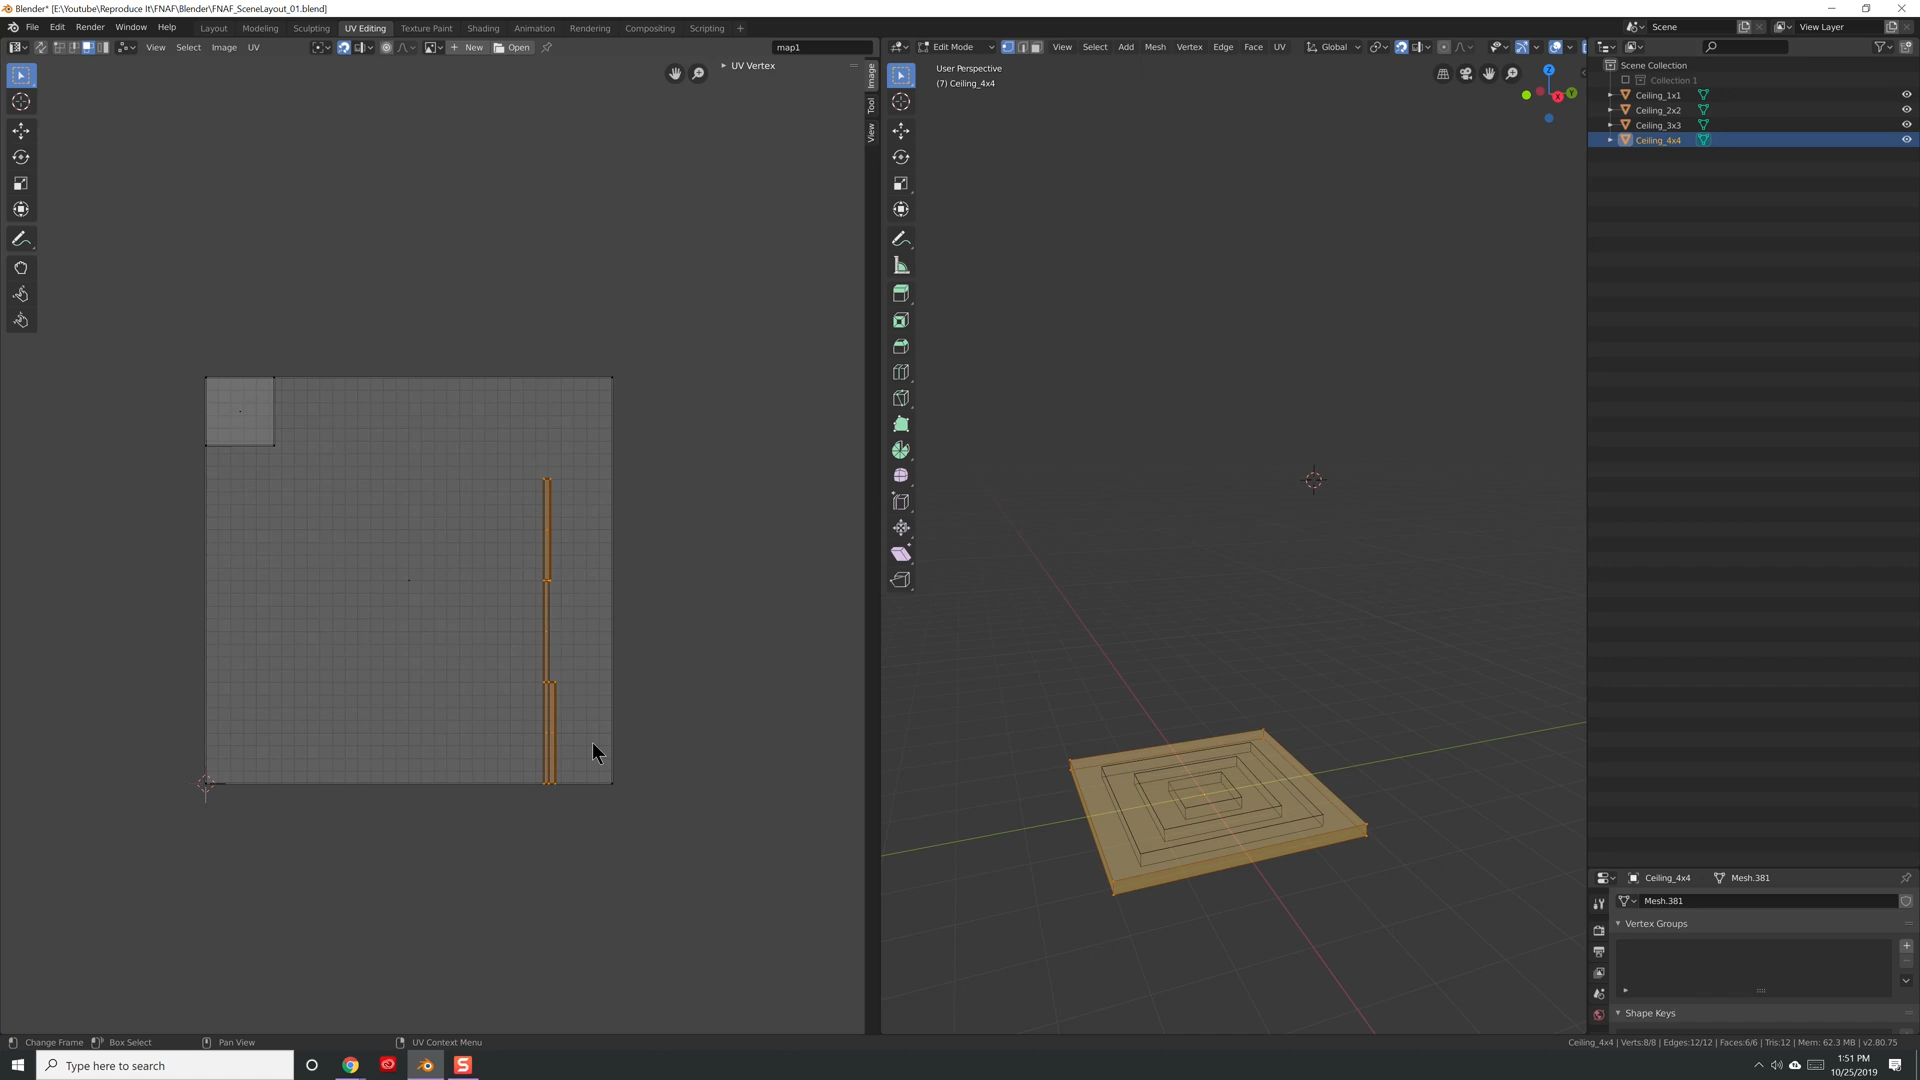 Blender* [E:\Youtube\Reproduce It\FNAF\Blender\FNAF_SceneLayout_01.blend]
File Edit Render Window Help Layout Modeling Sculpting UV Editing Texture Paint Shading Animation Rendering Compositing Scripting + Scene View Layer
View Select Image UV New Open map1
Edit Mode View Select Add Mesh Vertex Edge Face UV Global
UV Vertex
Image
Tool
View
User Perspective
(7) Ceiling_4x4
Z
Y
X
Scene Collection
Collection 1
Ceiling_1x1
Ceiling_2x2
Ceiling_3x3
Ceiling_4x4
Ceiling_4x4 Mesh.381
Mesh.381
Vertex Groups
Shape Keys
Change Frame Box Select Pan View UV Context Menu
Ceiling_4x4 | Verts:8/8 | Edges:12/12 | Faces:6/6 | Tris:12 | Mem: 62.3 MB | v2.80.75
Type here to search
1:51 PM
10/25/2019